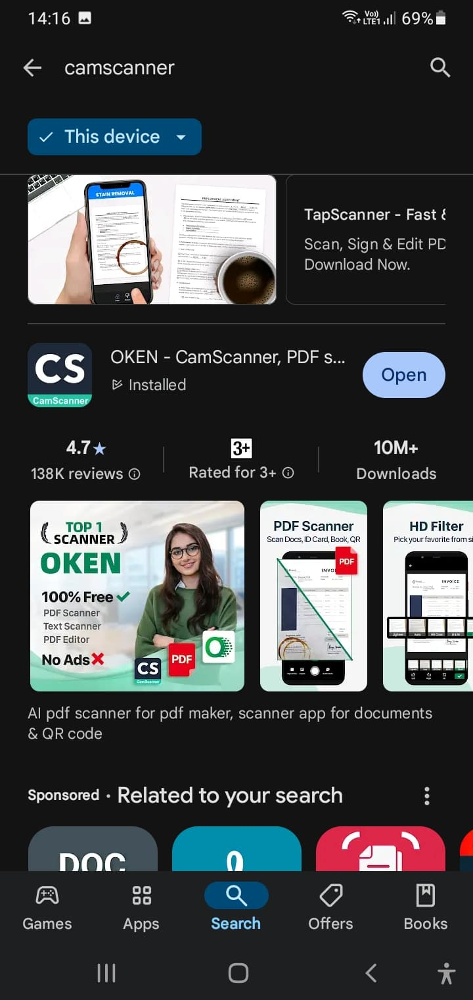 14:16
Vo))
LTE1
69%
camscanner
This device
STAIN REMOVAL
EMPLOYMENT AGREEMENT
TapScanner - Fast &
Scan, Sign & Edit PD
Download Now.
CS
CamScanner
OKEN - CamScanner, PDF s...
Installed
Open
4.7★
138K reviews
3+
Rated for 3+
10M+
Downloads
TOP 1
SCANNER
OKEN
100% Free
PDF Scanner
Text Scanner
PDF Editor
No Ads
CS
CamScanner
PDF
PDF Scanner
Scan Docs, ID Card, Book, QR
PDF
HD Filter
Pick your favorite from si
INVOICE
AI pdf scanner for pdf maker, scanner app for documents
& QR code
Sponsored • Related to your search
DOC
Games
Apps
Search
Offers
Books